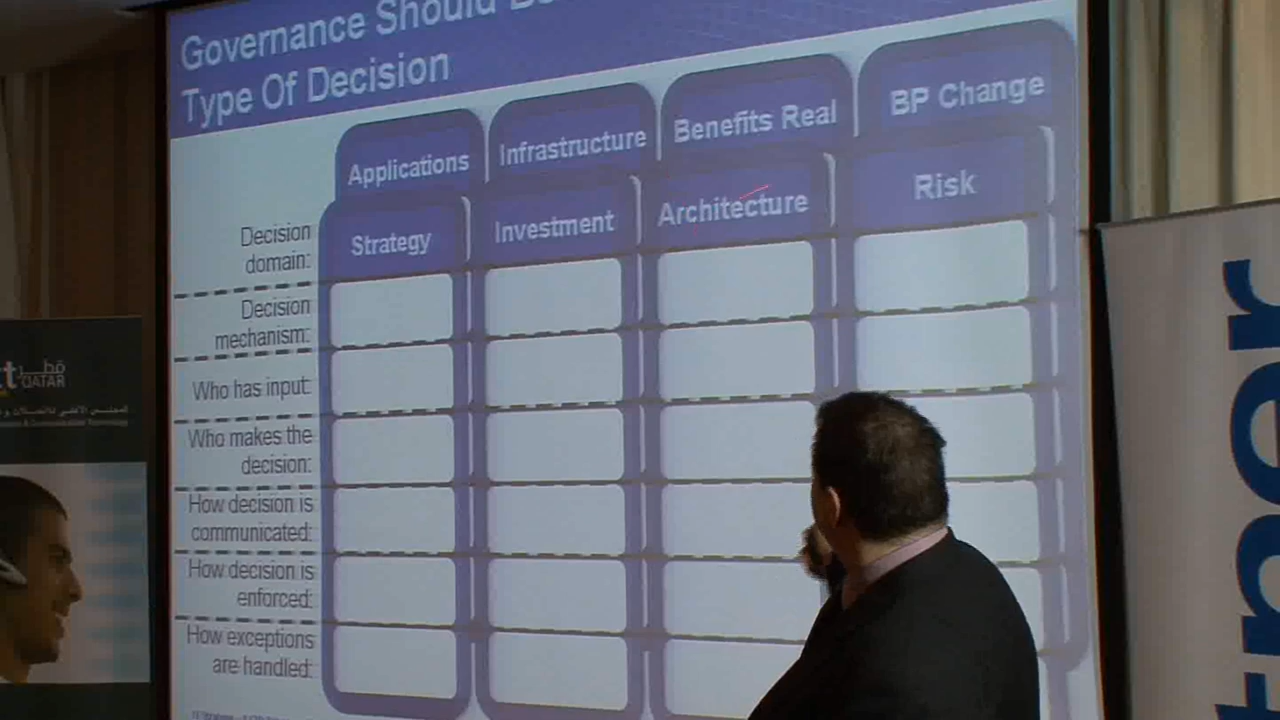 Governance Should Be
Type Of Decision
Applications
Infrastructure
Benefits Real
BP Change
Strategy
Investment
Architecture
Risk
Decision
domain:
Decision
mechanism:
Who has input:
Who makes the
decision:
How decision is
communicated:
How decision is
enforced:
How exceptions
are handled:
QATAR